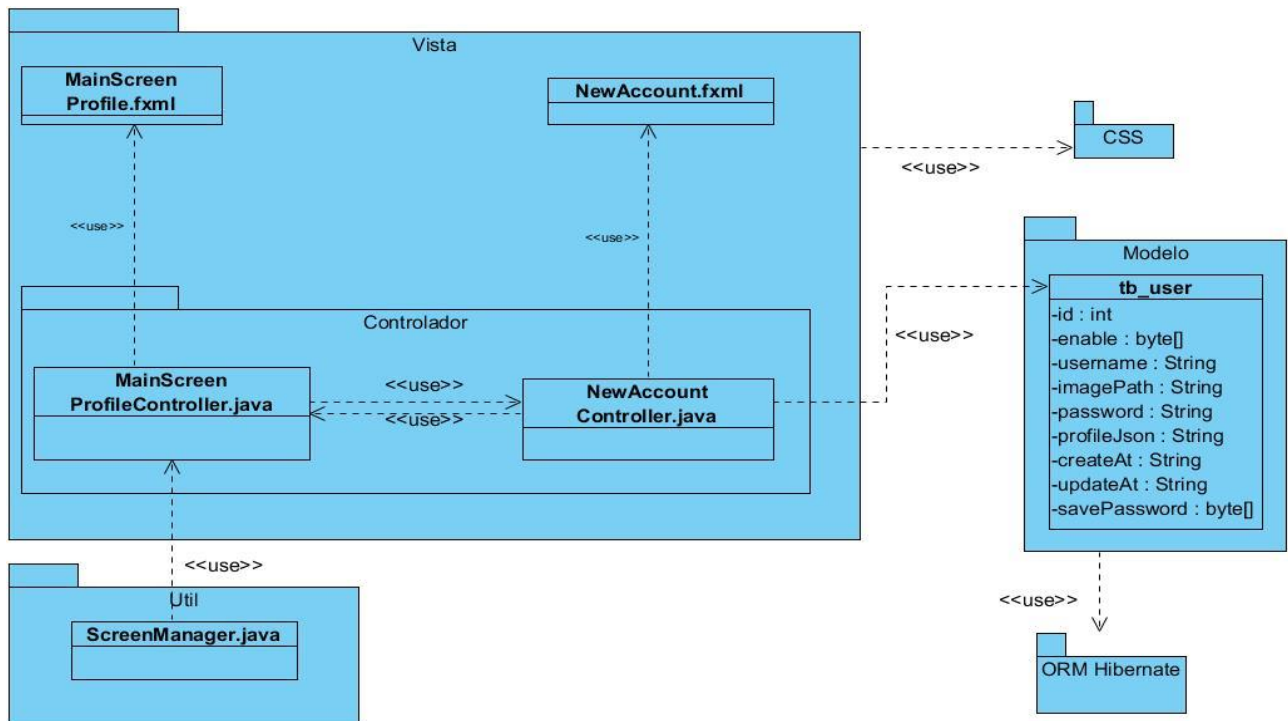 Vista
MainScreen
Profile.fxml
NewAccount.fxml
CSS
<<use>>
<<use>>
<<use>>
Modelo
tb_user
-id : int
-enable : byte[]
-username : String
-imagePath : String
-password : String
-profileJson : String
-createAt : String
-updateAt : String
-savePassword : byte[]
Controlador
<<use>>
MainScreen
ProfileController.java
<<use>>
<<use>>
NewAccount
Controller.java
<<use>>
Util
ScreenManager.java
<<use>>
ORM Hibernate